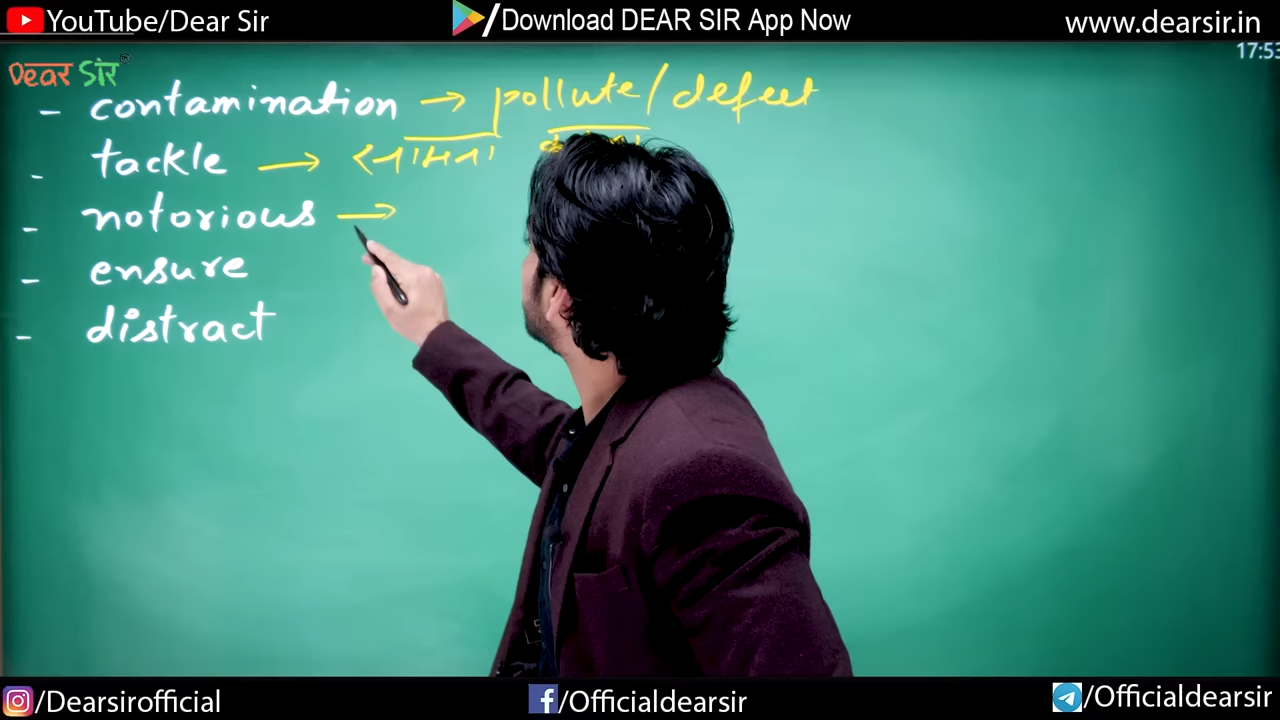 YouTube/Dear Sir
/Download DEAR SIR App Now
www.dearsir.in
17:53
Dear Sir
- contamination → pollute/defect
- tackle → सामना
- notorious →
- ensure
- distract
/Dearsirofficial
/Officialdearsir
/Officialdearsir